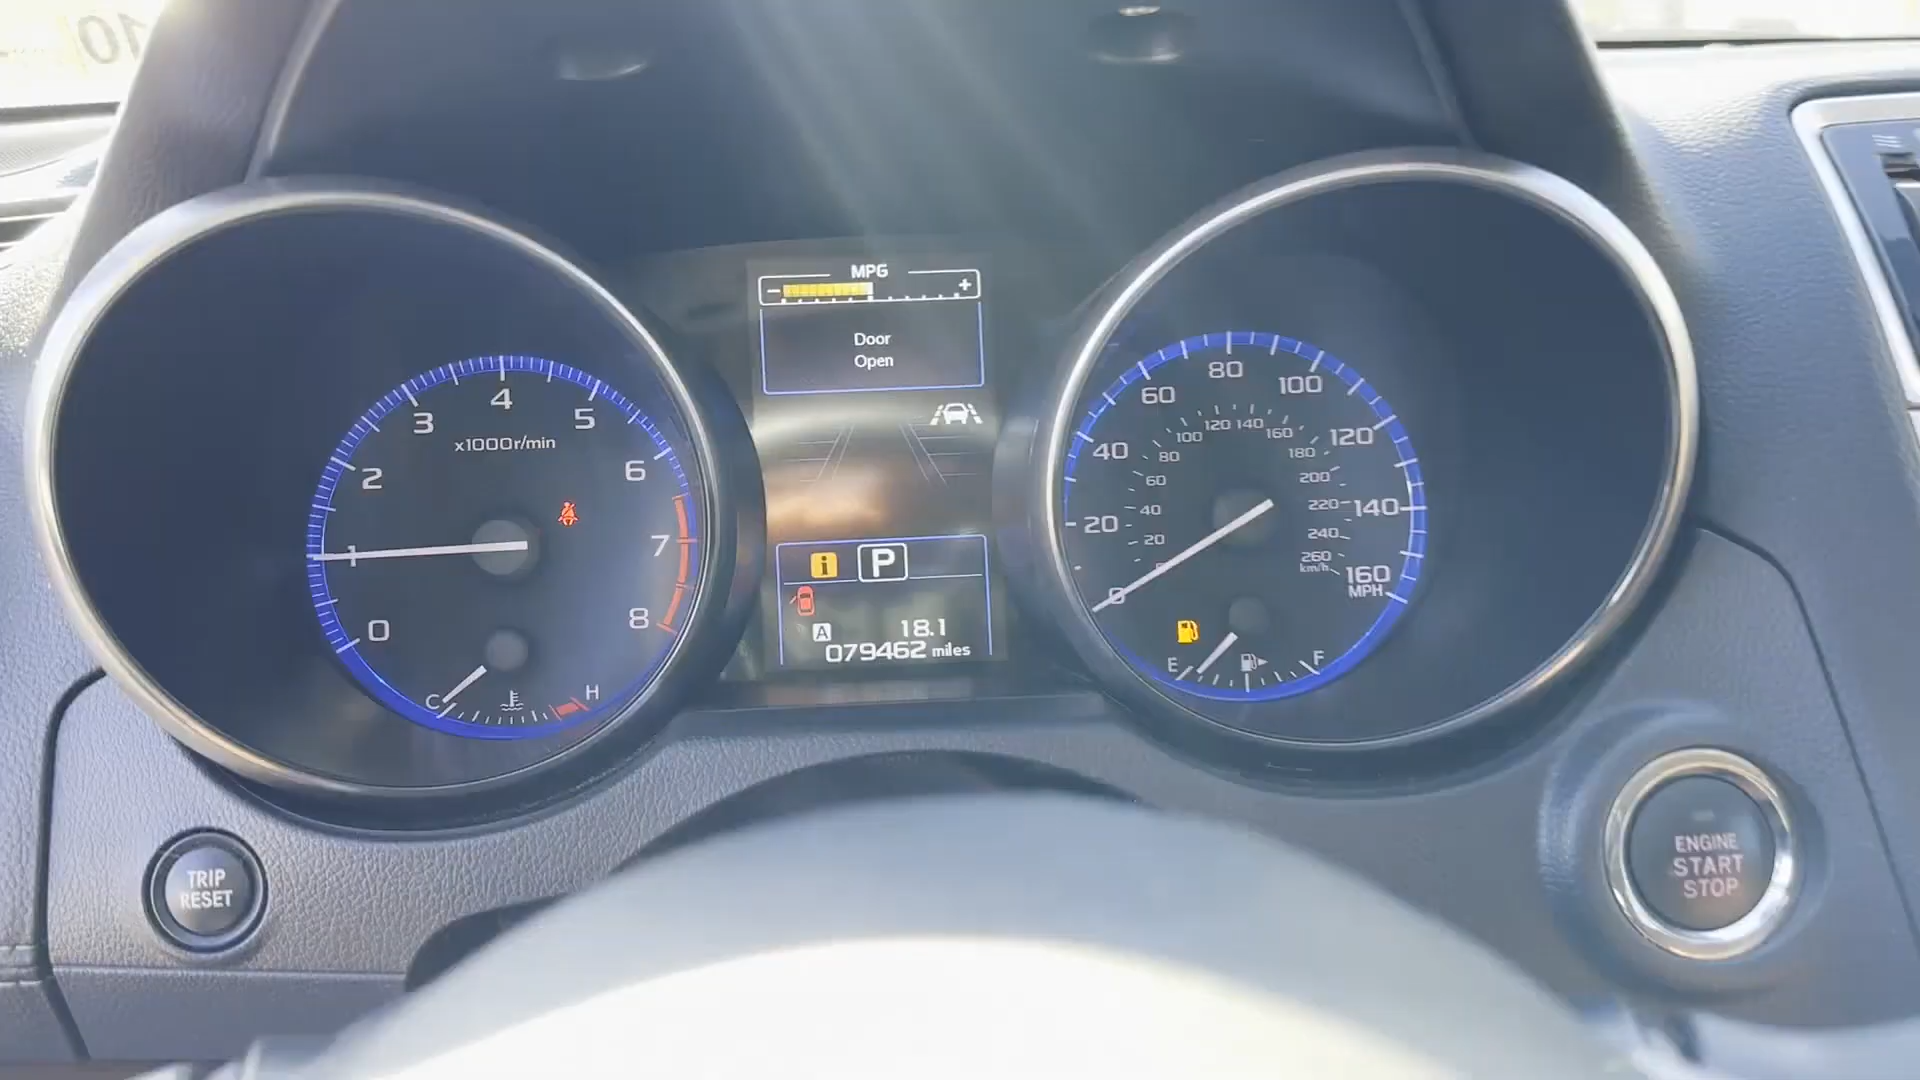 MPG
- +
Door
Open
4
3 5
x1000r/min
2 6
1 7
0 8
C H
i P
A 18.1
079462 miles
80
60 100
40 120
20 140
0 160
MPH
120 140
100 160
80 180
60 200
40 220
20 240
260
km/h
E F
TRIP
RESET
ENGINE
START
STOP